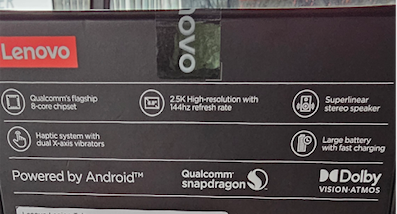 Lenovo
ovo
Qualcomm's flagship
8-core chipset
2.5K High-resolution with
144hz refresh rate
Superlinear
stereo speaker
Haptic system with
dual X-axis vibrators
Large battery
with fast charging
Powered by Android™
Qualcomm
snapdragon
Dolby
VISION·ATMOS